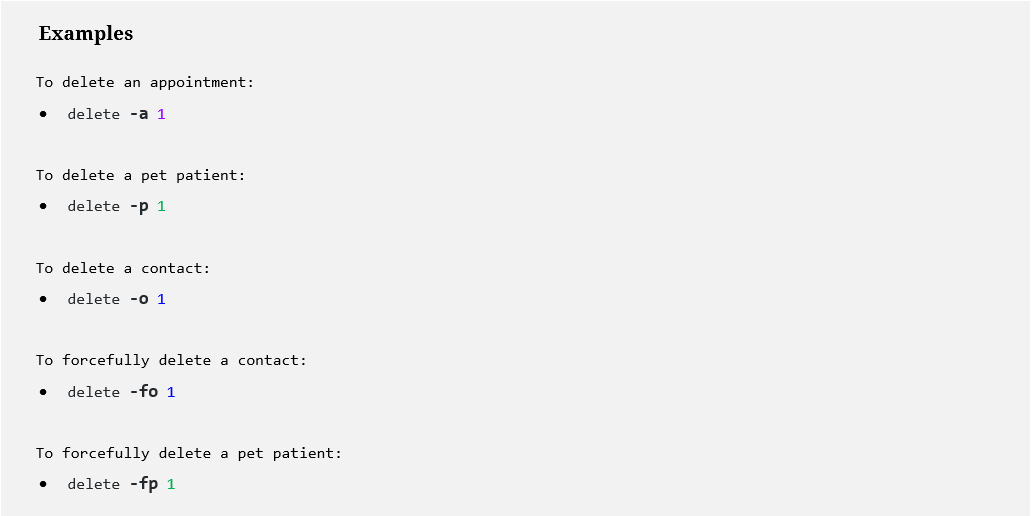 Examples
To delete an appointment:
• delete -a 1
To delete a pet patient:
• delete -p 1
To delete a contact:
• delete -o 1
To forcefully delete a contact:
• delete -fo 1
To forcefully delete a pet patient:
• delete -fp 1